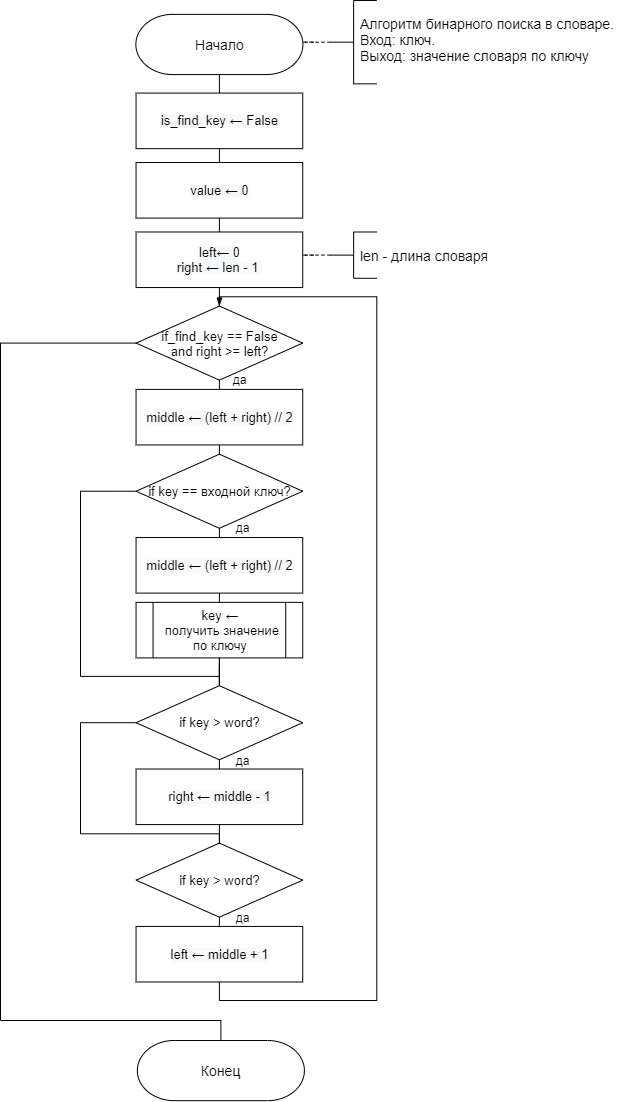 Начало
Алгоритм бинарного поиска в словаре.
Вход: ключ.
Выход: значение словаря по ключу
is_find_key ← False
value ← 0
left← 0
right ← len - 1
len - длина словаря
if_find_key == False
and right >= left?
да
middle ← (left + right) // 2
if key == входной ключ?
да
middle ← (left + right) // 2
key ←
получить значение
по ключу
if key > word?
да
right ← middle - 1
if key > word?
да
left ← middle + 1
Конец